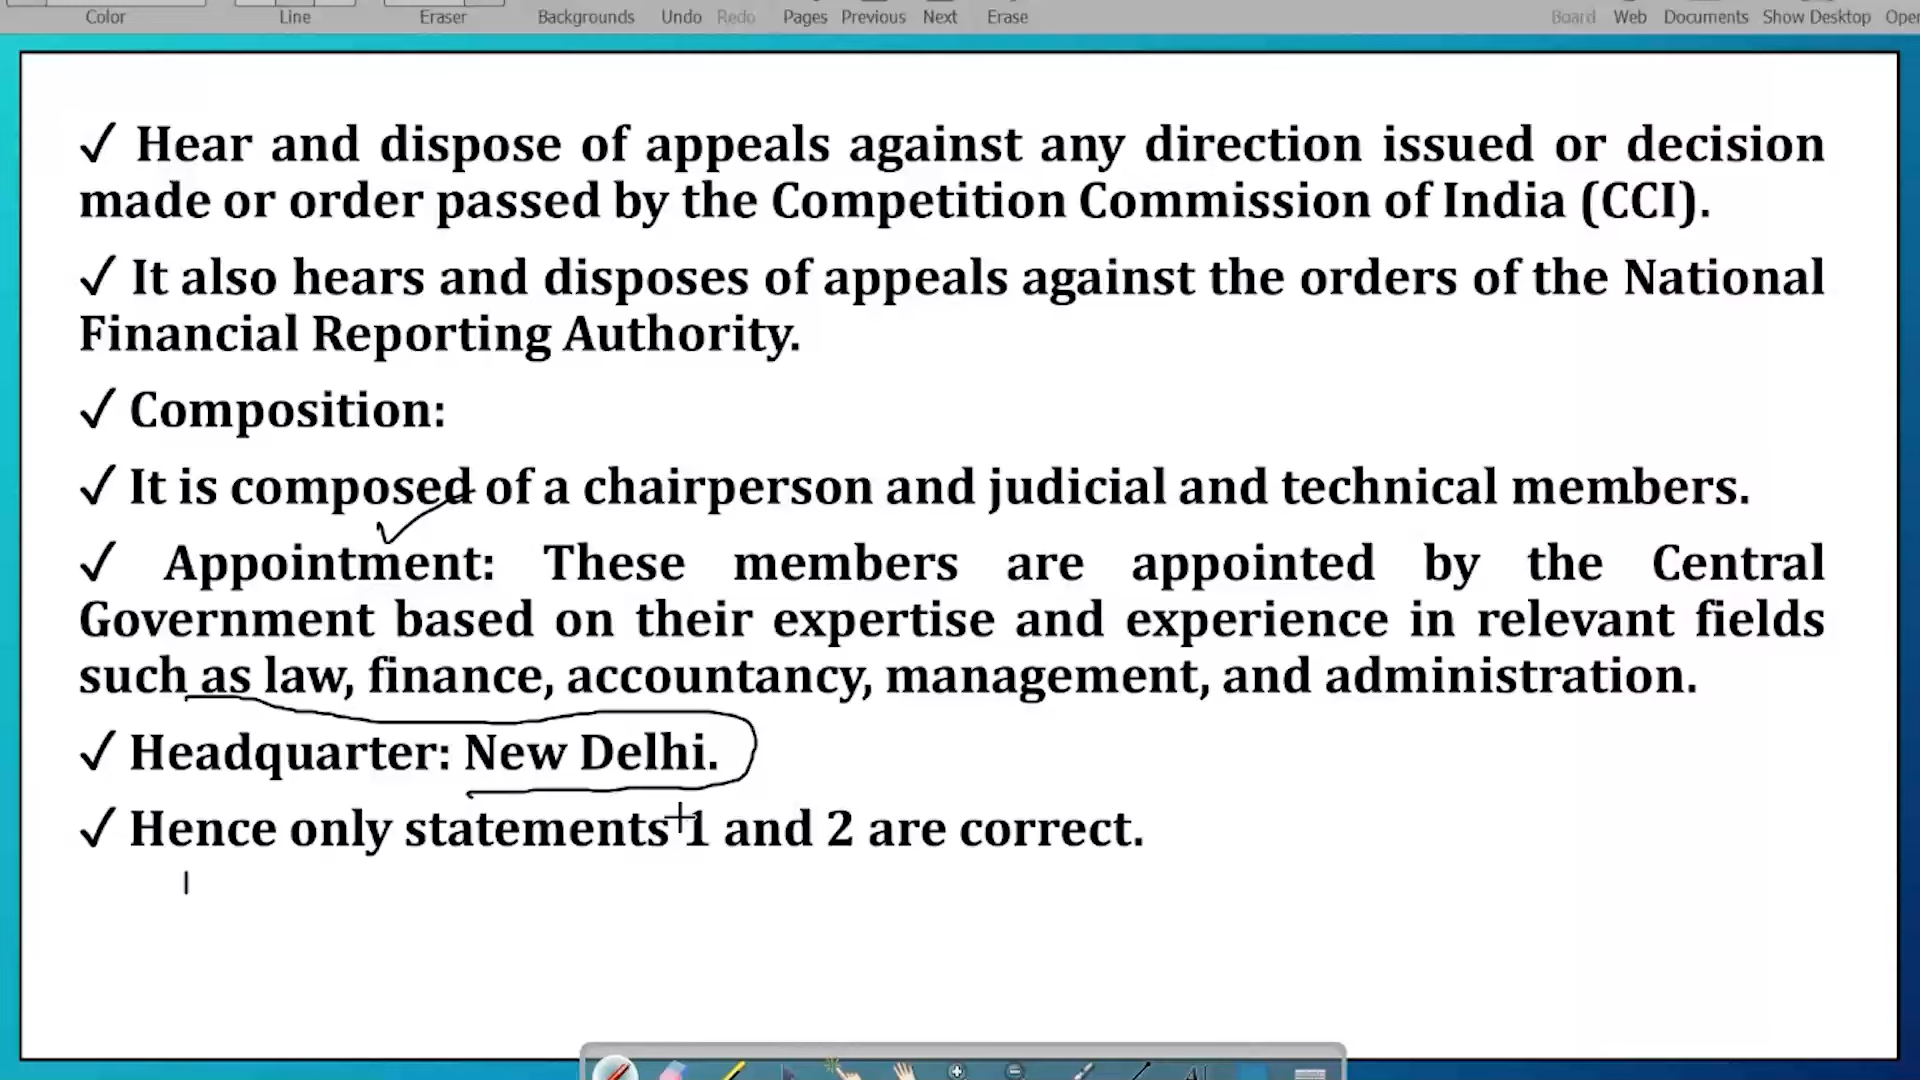 Color Line Eraser Backgrounds Undo Redo Pages Previous Next Erase Board Web Documents Show Desktop
✓ Hear and dispose of appeals against any direction issued or decision
made or order passed by the Competition Commission of India (CCI).
✓ It also hears and disposes of appeals against the orders of the National
Financial Reporting Authority.
✓ Composition:
✓ It is composed of a chairperson and judicial and technical members.
✓ Appointment: These members are appointed by the Central
Government based on their expertise and experience in relevant fields
such as law, finance, accountancy, management, and administration.
✓ Headquarter: New Delhi.
✓ Hence only statements 1 and 2 are correct.